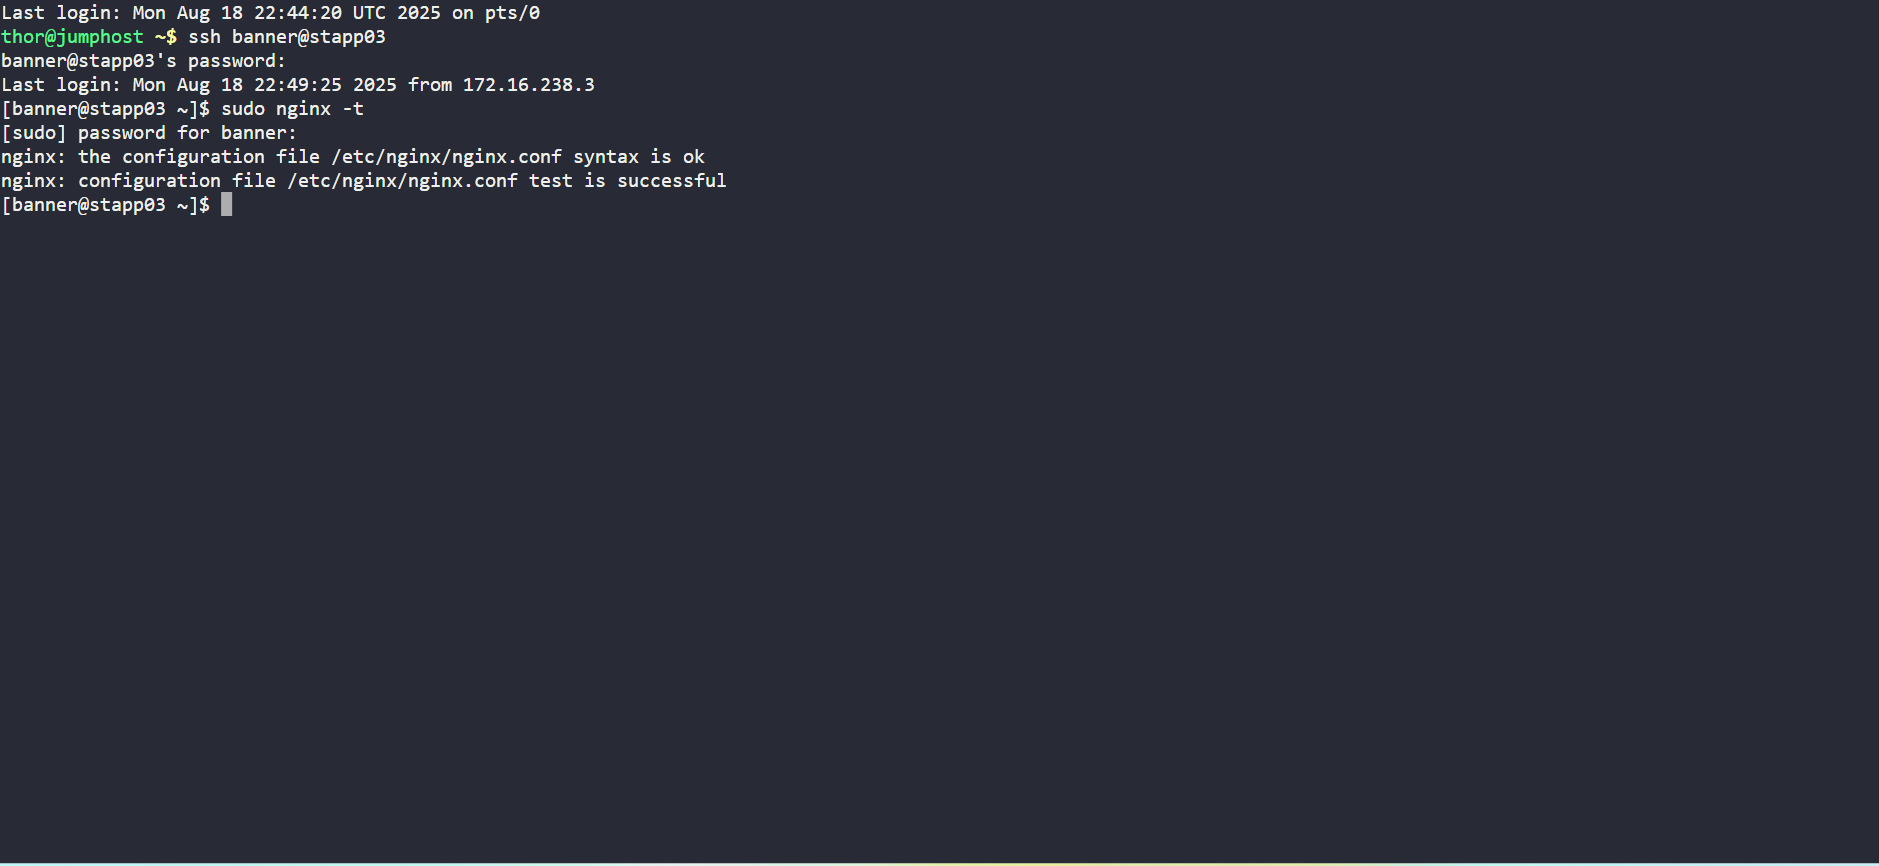 Last login: Mon Aug 18 22:44:20 UTC 2025 on pts/0
thor@jumphost ~$ ssh banner@stapp03
banner@stapp03's password:
Last login: Mon Aug 18 22:49:25 2025 from 172.16.238.3
[banner@stapp03 ~]$ sudo nginx -t
[sudo] password for banner:
nginx: the configuration file /etc/nginx/nginx.conf syntax is ok
nginx: configuration file /etc/nginx/nginx.conf test is successful
[banner@stapp03 ~]$